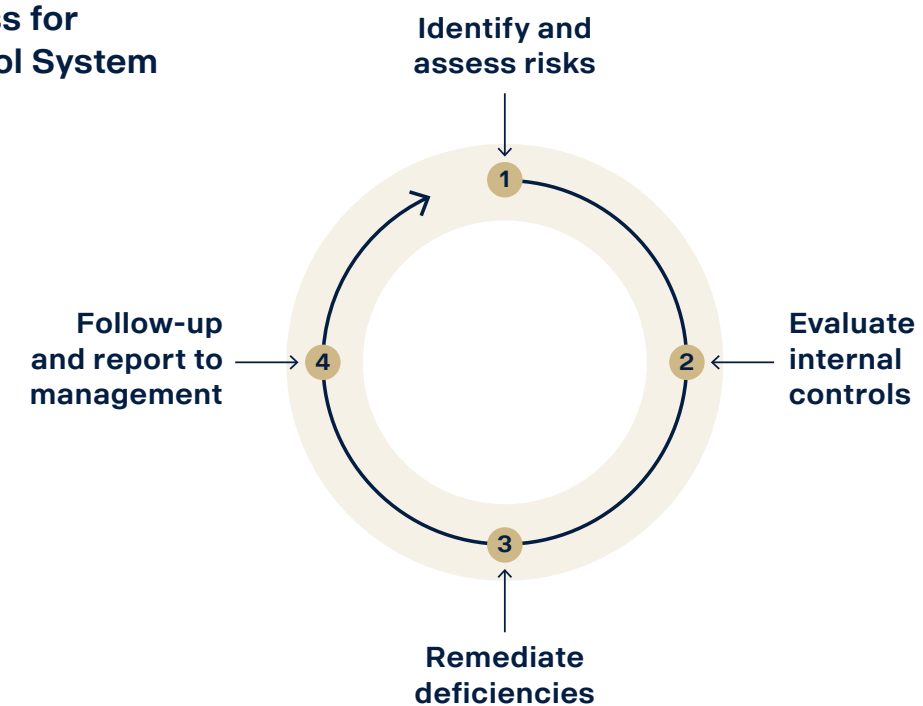 ss for
ol System
Identify and
assess risks
1
Follow-up
and report to
management
4
2
Evaluate
internal
controls
3
Remediate
deficiencies